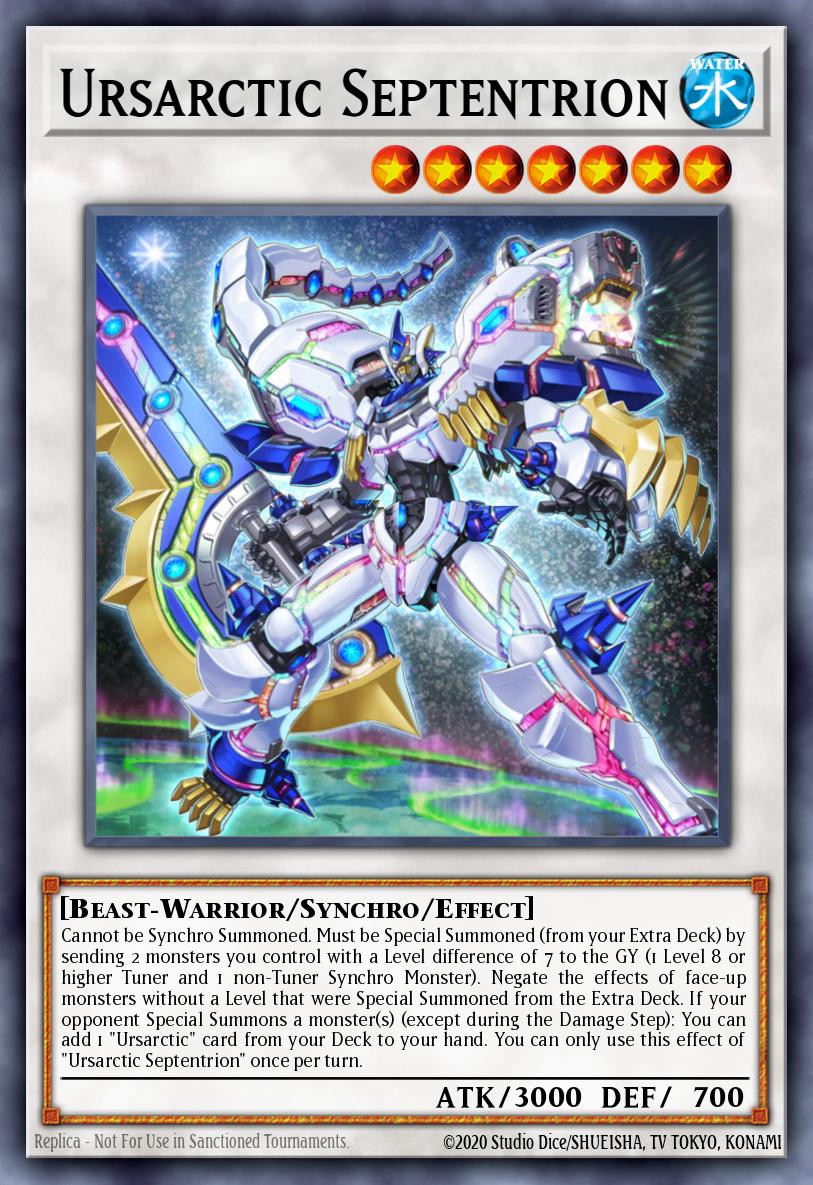 Ursarctic Septentrion
WATER
水
[Beast-Warrior/Synchro/Effect]
Cannot be Synchro Summoned. Must be Special Summoned (from your Extra Deck) by
sending 2 monsters you control with a Level difference of 7 to the GY (1 Level 8 or
higher Tuner and 1 non-Tuner Synchro Monster). Negate the effects of face-up
monsters without a Level that were Special Summoned from the Extra Deck. If your
opponent Special Summons a monster(s) (except during the Damage Step): You can
add 1 "Ursarctic" card from your Deck to your hand. You can only use this effect of
"Ursarctic Septentrion" once per turn.
ATK/3000 DEF/ 700
Replica - Not For Use in Sanctioned Tournaments.
©2020 Studio Dice/SHUEISHA, TV TOKYO, KONAMI